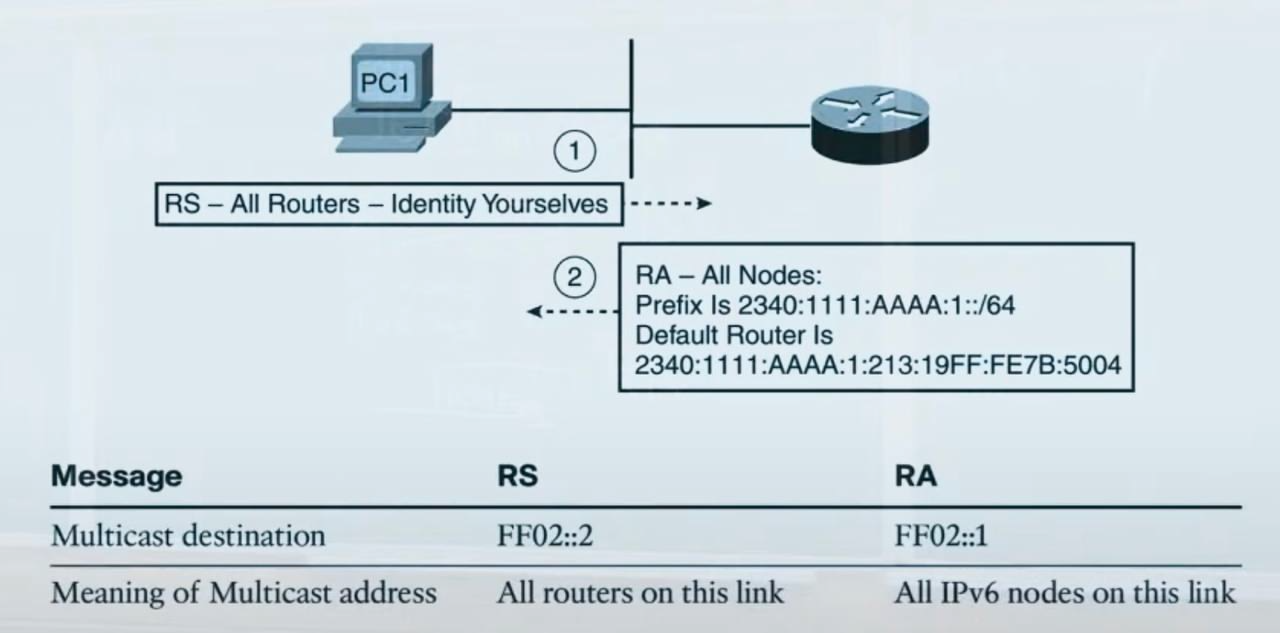 PC1
1
RS – All Routers – Identity Yourselves
2
RA – All Nodes:
Prefix Is 2340:1111:AAAA:1::/64
Default Router Is
2340:1111:AAAA:1:213:19FF:FE7B:5004
Message RS RA
Multicast destination FF02::2 FF02::1
Meaning of Multicast address All routers on this link All IPv6 nodes on this link